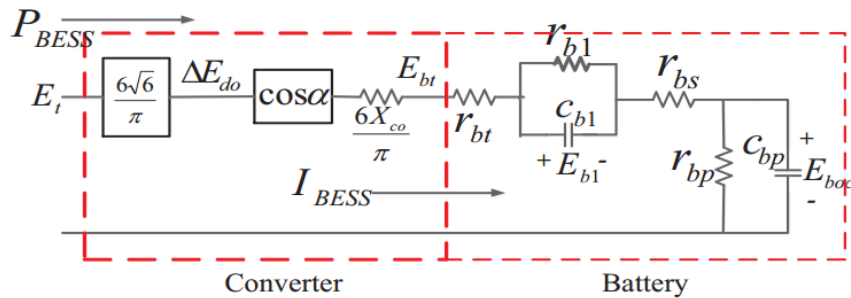 P_BESS
E_t
6√6/π
ΔE_do
cosα
6X_co/π
E_bt
r_bt
r_b1
c_b1
+ E_b1 -
r_bs
r_bp
c_bp
+
E_boc
-
I_BESS
Converter
Battery